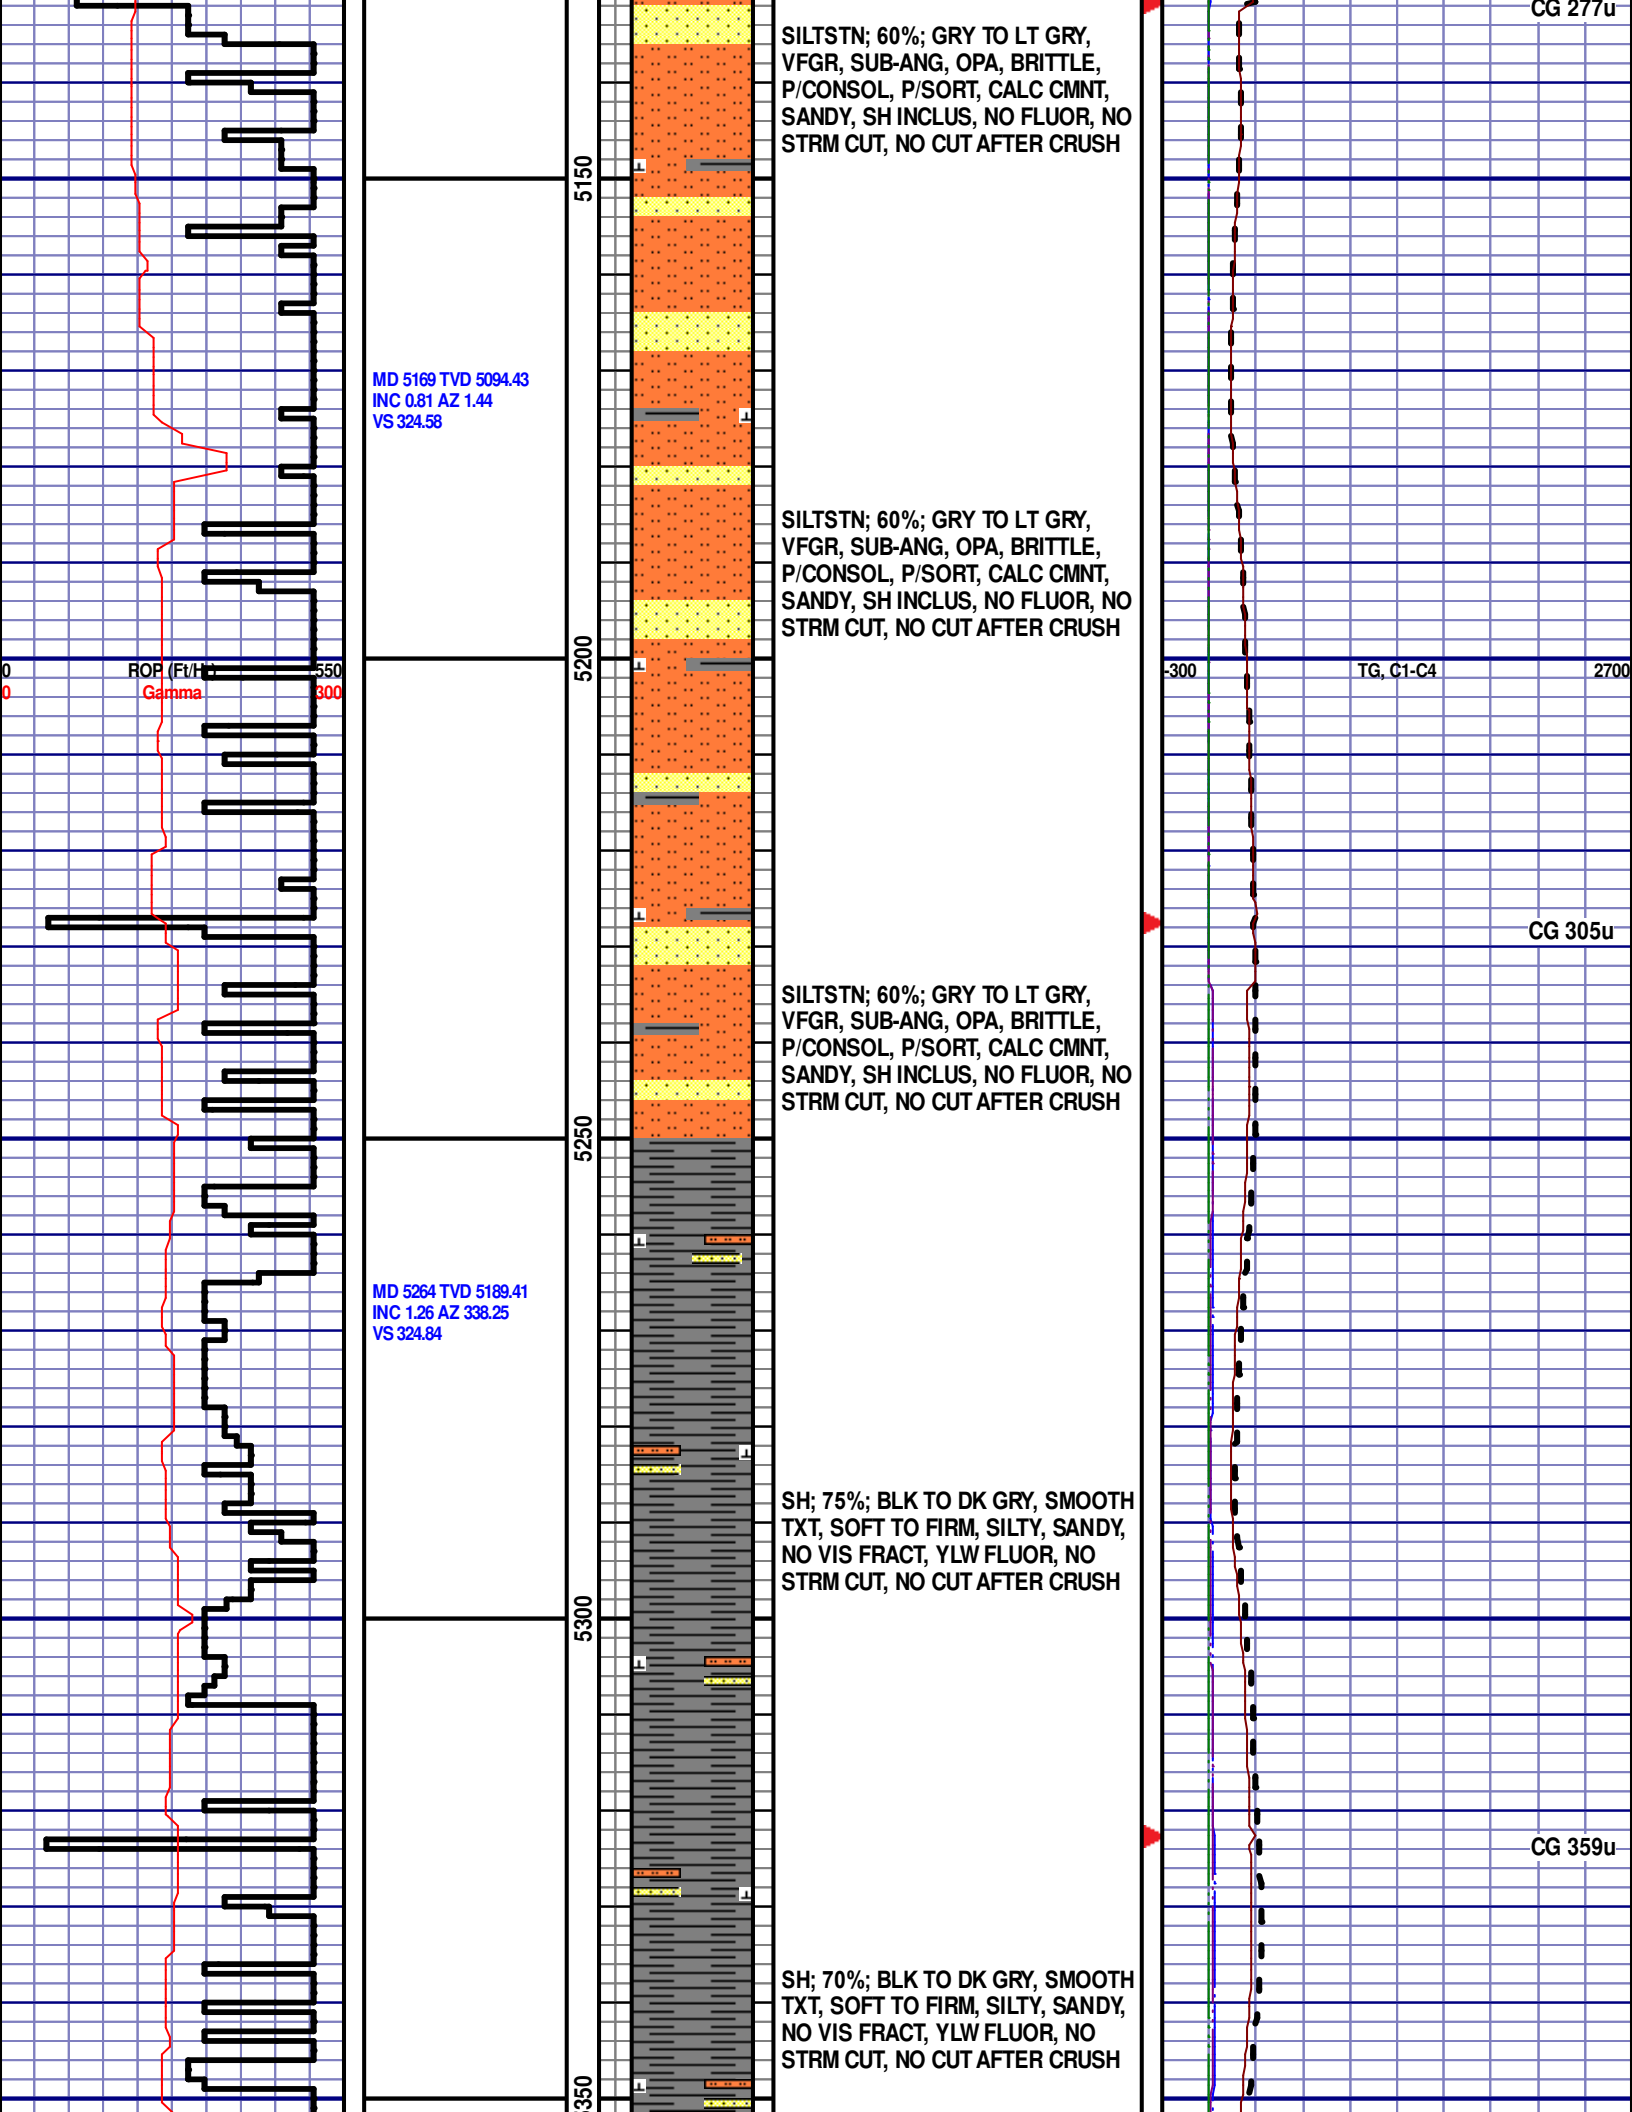 CG 277u
SILTSTN; 60%; GRY TO LT GRY,
VFGR, SUB-ANG, OPA, BRITTLE,
P/CONSOL, P/SORT, CALC CMNT,
SANDY, SH INCLUS, NO FLUOR, NO
STRM CUT, NO CUT AFTER CRUSH
5150
MD 5169 TVD 5094.43
INC 0.81 AZ 1.44
VS 324.58
SILTSTN; 60%; GRY TO LT GRY,
VFGR, SUB-ANG, OPA, BRITTLE,
P/CONSOL, P/SORT, CALC CMNT,
SANDY, SH INCLUS, NO FLUOR, NO
STRM CUT, NO CUT AFTER CRUSH
5200
0 ROP (Ft/Hr) 550
0 Gamma 300
-300 TG, C1-C4 2700
CG 305u
SILTSTN; 60%; GRY TO LT GRY,
VFGR, SUB-ANG, OPA, BRITTLE,
P/CONSOL, P/SORT, CALC CMNT,
SANDY, SH INCLUS, NO FLUOR, NO
STRM CUT, NO CUT AFTER CRUSH
5250
MD 5264 TVD 5189.41
INC 1.26 AZ 338.25
VS 324.84
SH; 75%; BLK TO DK GRY, SMOOTH
TXT, SOFT TO FIRM, SILTY, SANDY,
NO VIS FRACT, YLW FLUOR, NO
STRM CUT, NO CUT AFTER CRUSH
5300
CG 359u
SH; 70%; BLK TO DK GRY, SMOOTH
TXT, SOFT TO FIRM, SILTY, SANDY,
NO VIS FRACT, YLW FLUOR, NO
STRM CUT, NO CUT AFTER CRUSH
350